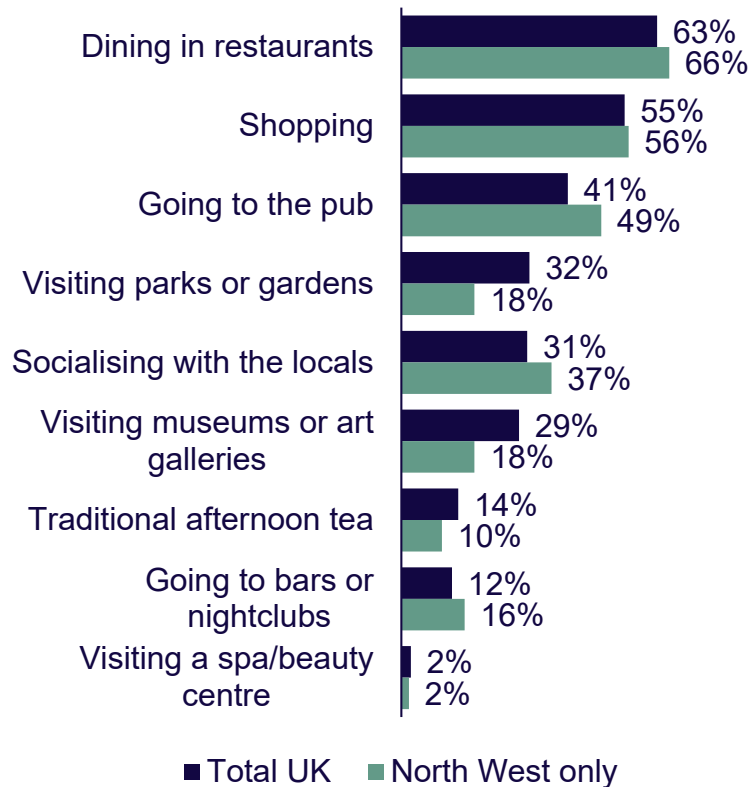 Dining in restaurants
63%
66%
Shopping
55%
56%
Going to the pub
41%
49%
Visiting parks or gardens
32%
18%
Socialising with the locals
31%
37%
Visiting museums or art
galleries
29%
18%
Traditional afternoon tea
14%
10%
Going to bars or
nightclubs
12%
16%
Visiting a spa/beauty
centre
2%
2%
Total UK
North West only